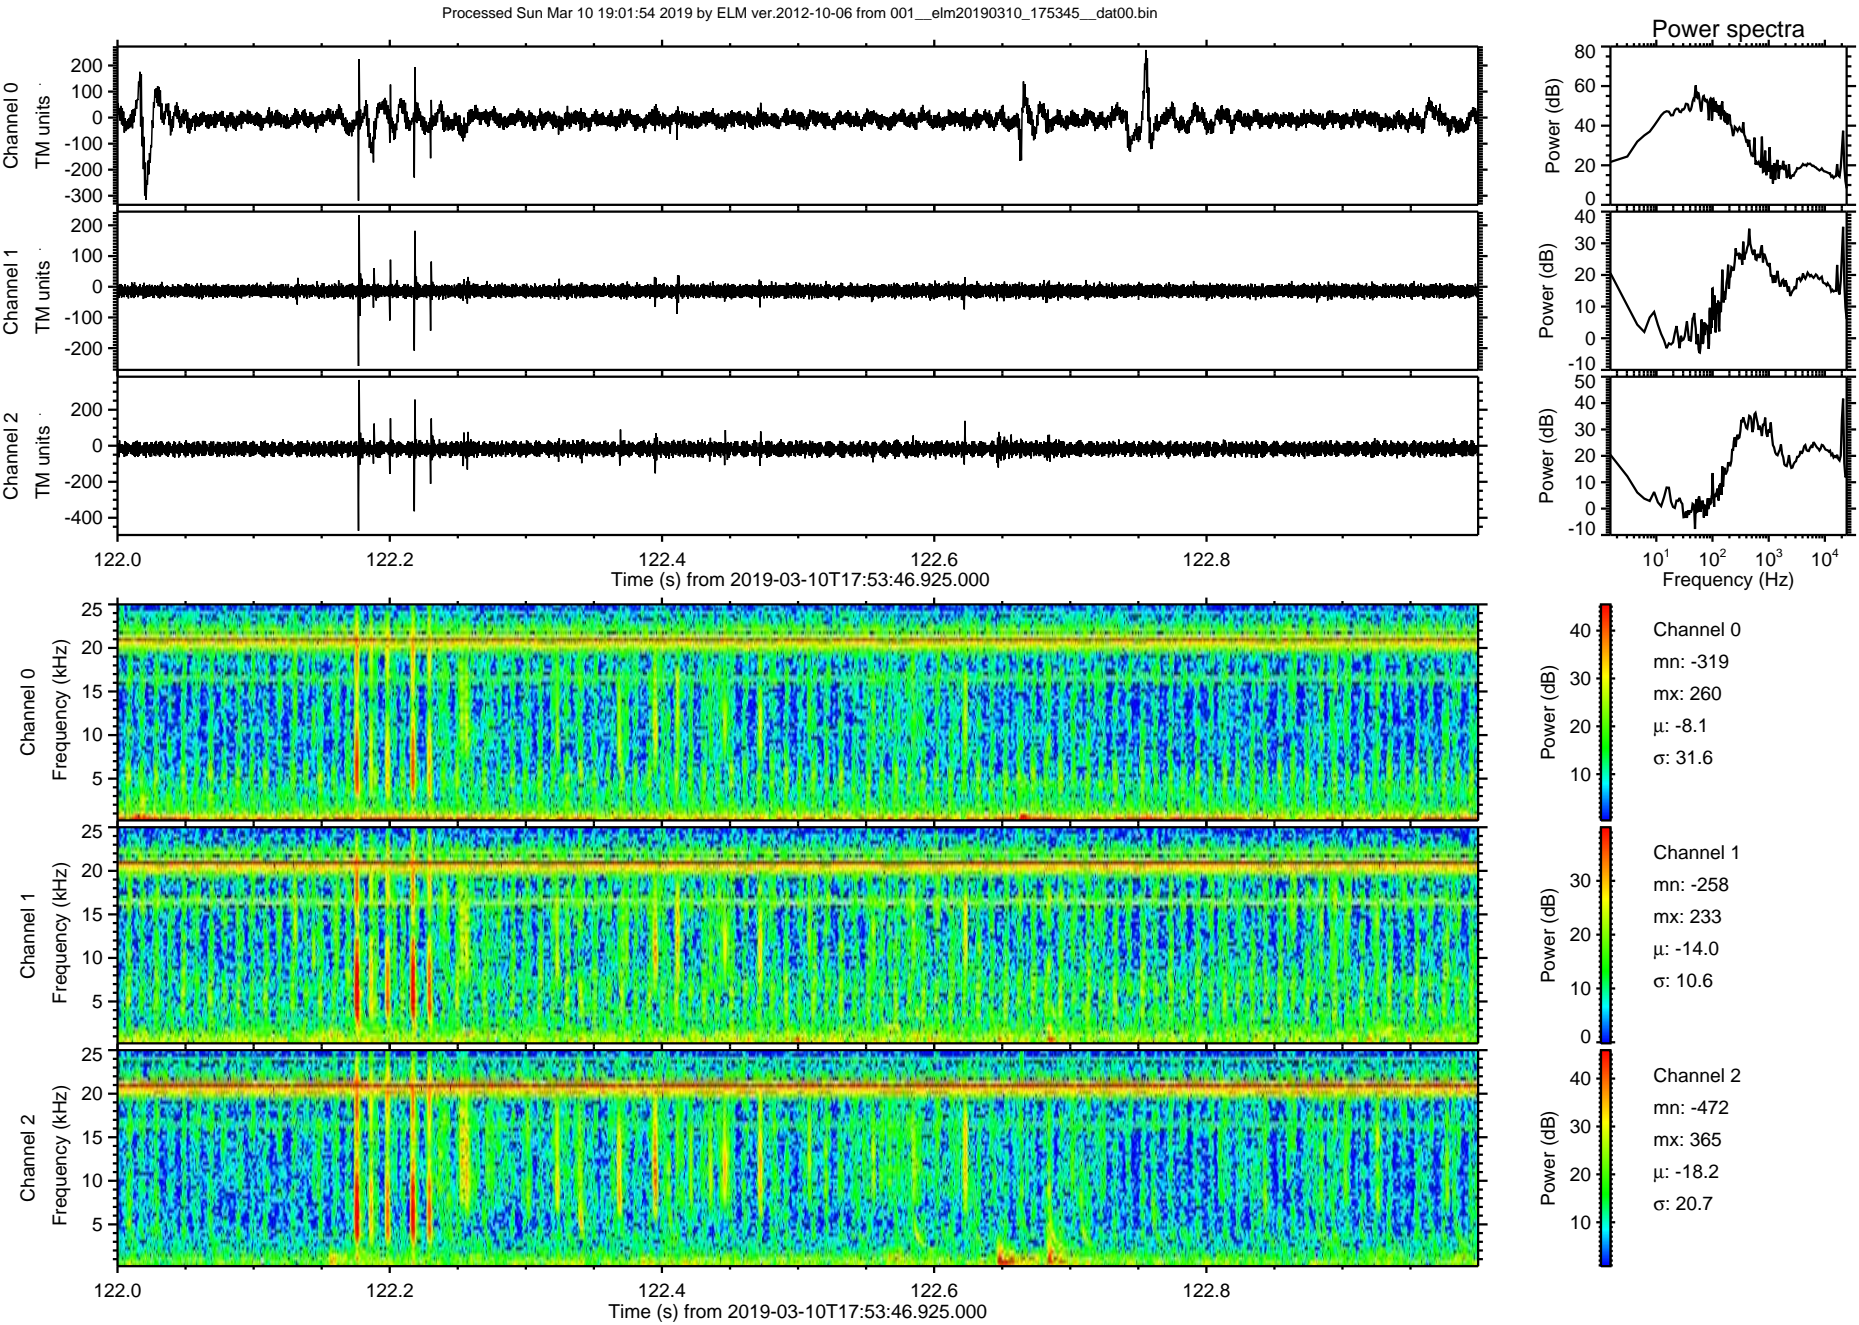 Processed Sun Mar 10 19:01:54 2019 by ELM ver.2012-10-06 from 001__elm20190310_175345__dat00.bin
Power spectra
Channel 0
TM units
200
100
0
-100
-200
-300
Power (dB)
80
60
40
20
0
Channel 1
TM units
200
100
0
-100
-200
Power (dB)
40
30
20
10
0
-10
Channel 2
TM units
200
0
-200
-400
Power (dB)
50
40
30
20
10
0
-10
122.0 122.2 122.4 122.6 122.8
Time (s) from 2019-03-10T17:53:46.925.000
10¹ 10² 10³ 10⁴
Frequency (Hz)
Channel 0
Frequency (kHz)
25
20
15
10
5
Power (dB)
40
30
20
10
Channel 0
mn: -319
mx: 260
μ: -8.1
σ: 31.6
Channel 1
Frequency (kHz)
25
20
15
10
5
Power (dB)
30
20
10
0
Channel 1
mn: -258
mx: 233
μ: -14.0
σ: 10.6
Channel 2
Frequency (kHz)
25
20
15
10
5
Power (dB)
40
30
20
10
Channel 2
mn: -472
mx: 365
μ: -18.2
σ: 20.7
122.0 122.2 122.4 122.6 122.8
Time (s) from 2019-03-10T17:53:46.925.000